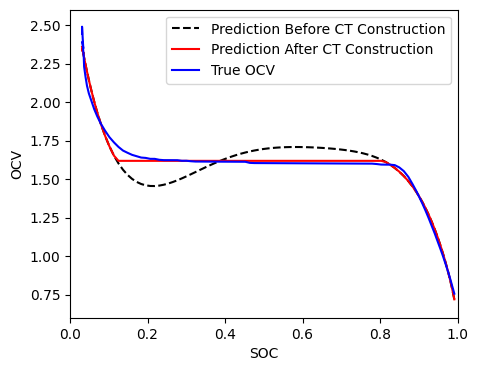 Prediction Before CT Construction
Prediction After CT Construction
True OCV
2.50
2.25
2.00
1.75
1.50
1.25
1.00
0.75
OCV
0.0 0.2 0.4 0.6 0.8 1.0
SOC